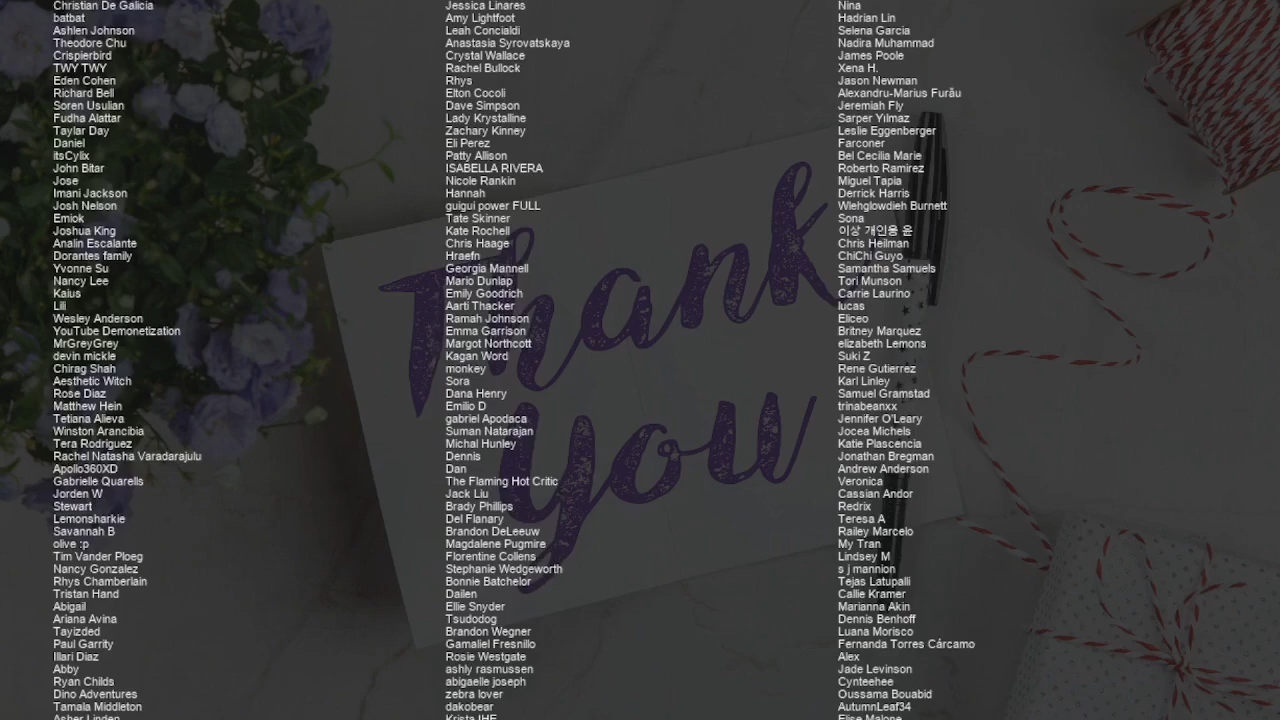 Christian De Galicia
batbat
Ashlen Johnson
Theodore Chu
Crispierbird
TWY TWY
Eden Cohen
Richard Bell
Soren Usulian
Fudha Alattar
Taylar Day
Daniel
itsCylix
John Bitar
Jose
Imani Jackson
Josh Nelson
Emiok
Joshua King
Analin Escalante
Dorantes family
Yvonne Su
Nancy Lee
Kaius
Lili
Wesley Anderson
YouTube Demonetization
MrGreyGrey
devin mickle
Chirag Shah
Aesthetic Witch
Rose Diaz
Matthew Hein
Tetiana Alieva
Winston Arancibia
Tera Rodriguez
Rachel Natasha Varadarajulu
Apollo360XD
Gabrielle Quarells
Jorden W
Stewart
Lemonsharkie
Savannah B
olive :p
Tim Vander Ploeg
Nancy Gonzalez
Rhys Chamberlain
Tristan Hand
Abigail
Ariana Avina
Tayizded
Paul Garrity
Illari Diaz
Abby
Ryan Childs
Dino Adventures
Tamala Middleton
Asher Linden
Jessica Linares
Amy Lightfoot
Leah Concialdi
Anastasia Syrovatskaya
Crystal Wallace
Rachel Bullock
Rhys
Elton Cocoli
Dave Simpson
Lady Krystalline
Zachary Kinney
Eli Perez
Patty Allison
ISABELLA RIVERA
Nicole Rankin
Hannah
guigui power FULL
Tate Skinner
Kate Rochell
Chris Haage
Hraefn
Georgia Mannell
Mario Dunlap
Emily Goodrich
Aarti Thacker
Ramah Johnson
Emma Garrison
Margot Northcott
Kagan Word
monkey
Sora
Dana Henry
Emilio D
gabriel Apodaca
Suman Natarajan
Michal Hunley
Dennis
Dan
The Flaming Hot Critic
Jack Liu
Brady Phillips
Del Flanary
Brandon DeLeeuw
Magdalene Pugmire
Florentine Collens
Stephanie Wedgeworth
Bonnie Batchelor
Dailen
Ellie Snyder
Tsudodog
Brandon Wegner
Gamaliel Fresnillo
Rosie Westgate
ashly rasmussen
abigaelle joseph
zebra lover
dakobear
Krista IHE
Nina
Hadrian Lin
Selena Garcia
Nadira Muhammad
James Poole
Xena H.
Jason Newman
Alexandru-Marius Furău
Jeremiah Fly
Sarper Yılmaz
Leslie Eggenberger
Farconer
Bel Cecilia Marie
Roberto Ramirez
Miguel Tapia
Derrick Harris
Wlehglowdieh Burnett
Sona
이상 개인용 윤
Chris Heilman
ChiChi Guyo
Samantha Samuels
Tori Munson
Carrie Laurino
lucas
Eliceo
Britney Marquez
elizabeth Lemons
Suki Z
Rene Gutierrez
Karl Linley
Samuel Gramstad
trinabeanxx
Jennifer O'Leary
Jocea Michels
Katie Plascencia
Jonathan Bregman
Andrew Anderson
Veronica
Cassian Andor
Redrix
Teresa A
Railey Marcelo
My Tran
Lindsey M
s j mannion
Tejas Latupalli
Callie Kramer
Marianna Akin
Dennis Benhoff
Luana Morisco
Fernanda Torres Cárcamo
Alex
Jade Levinson
Cynteehee
Oussama Bouabid
AutumnLeaf34
Elise Malone
Thank
you